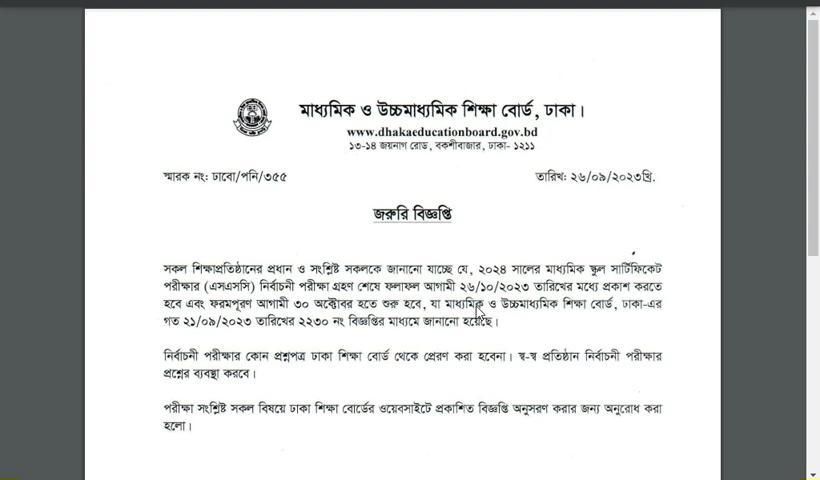 মাধ্যমিক ও উচ্চমাধ্যমিক শিক্ষা বোর্ড, ঢাকা।
www.dhakaeducationboard.gov.bd
১৩-১৪ জয়নাগ রোড, বকশীবাজার, ঢাকা- ১২১১
স্মারক নং: ঢাবো/পনি/৩৫৫ তারিখ: ২৬/০৯/২০২৩খ্রি.
জরুরি বিজ্ঞপ্তি
সকল শিক্ষাপ্রতিষ্ঠানের প্রধান ও সংশ্লিষ্ট সকলকে জানানো যাচ্ছে যে, ২০২৪ সালের মাধ্যমিক স্কুল সার্টিফিকেট
পরীক্ষার (এসএসসি) নির্বাচনী পরীক্ষা গ্রহণ শেষে ফলাফল আগামী ২৬/১০/২০২৩ তারিখের মধ্যে প্রকাশ করতে
হবে এবং ফরমপূরণ আগামী ৩০ অক্টোবর হতে শুরু হবে, যা মাধ্যমিক ও উচ্চমাধ্যমিক শিক্ষা বোর্ড, ঢাকা-এর
গত ২১/০৯/২০২৩ তারিখের ২২৩০ নং বিজ্ঞপ্তির মাধ্যমে জানানো হয়েছে।
নির্বাচনী পরীক্ষার কোন প্রশ্নপত্র ঢাকা শিক্ষা বোর্ড থেকে প্রেরণ করা হবেনা। স্ব-স্ব প্রতিষ্ঠান নির্বাচনী পরীক্ষার
প্রশ্নের ব্যবস্থা করবে।
পরীক্ষা সংশ্লিষ্ট সকল বিষয়ে ঢাকা শিক্ষা বোর্ডের ওয়েবসাইটে প্রকাশিত বিজ্ঞপ্তি অনুসরণ করার জন্য অনুরোধ করা
হলো।